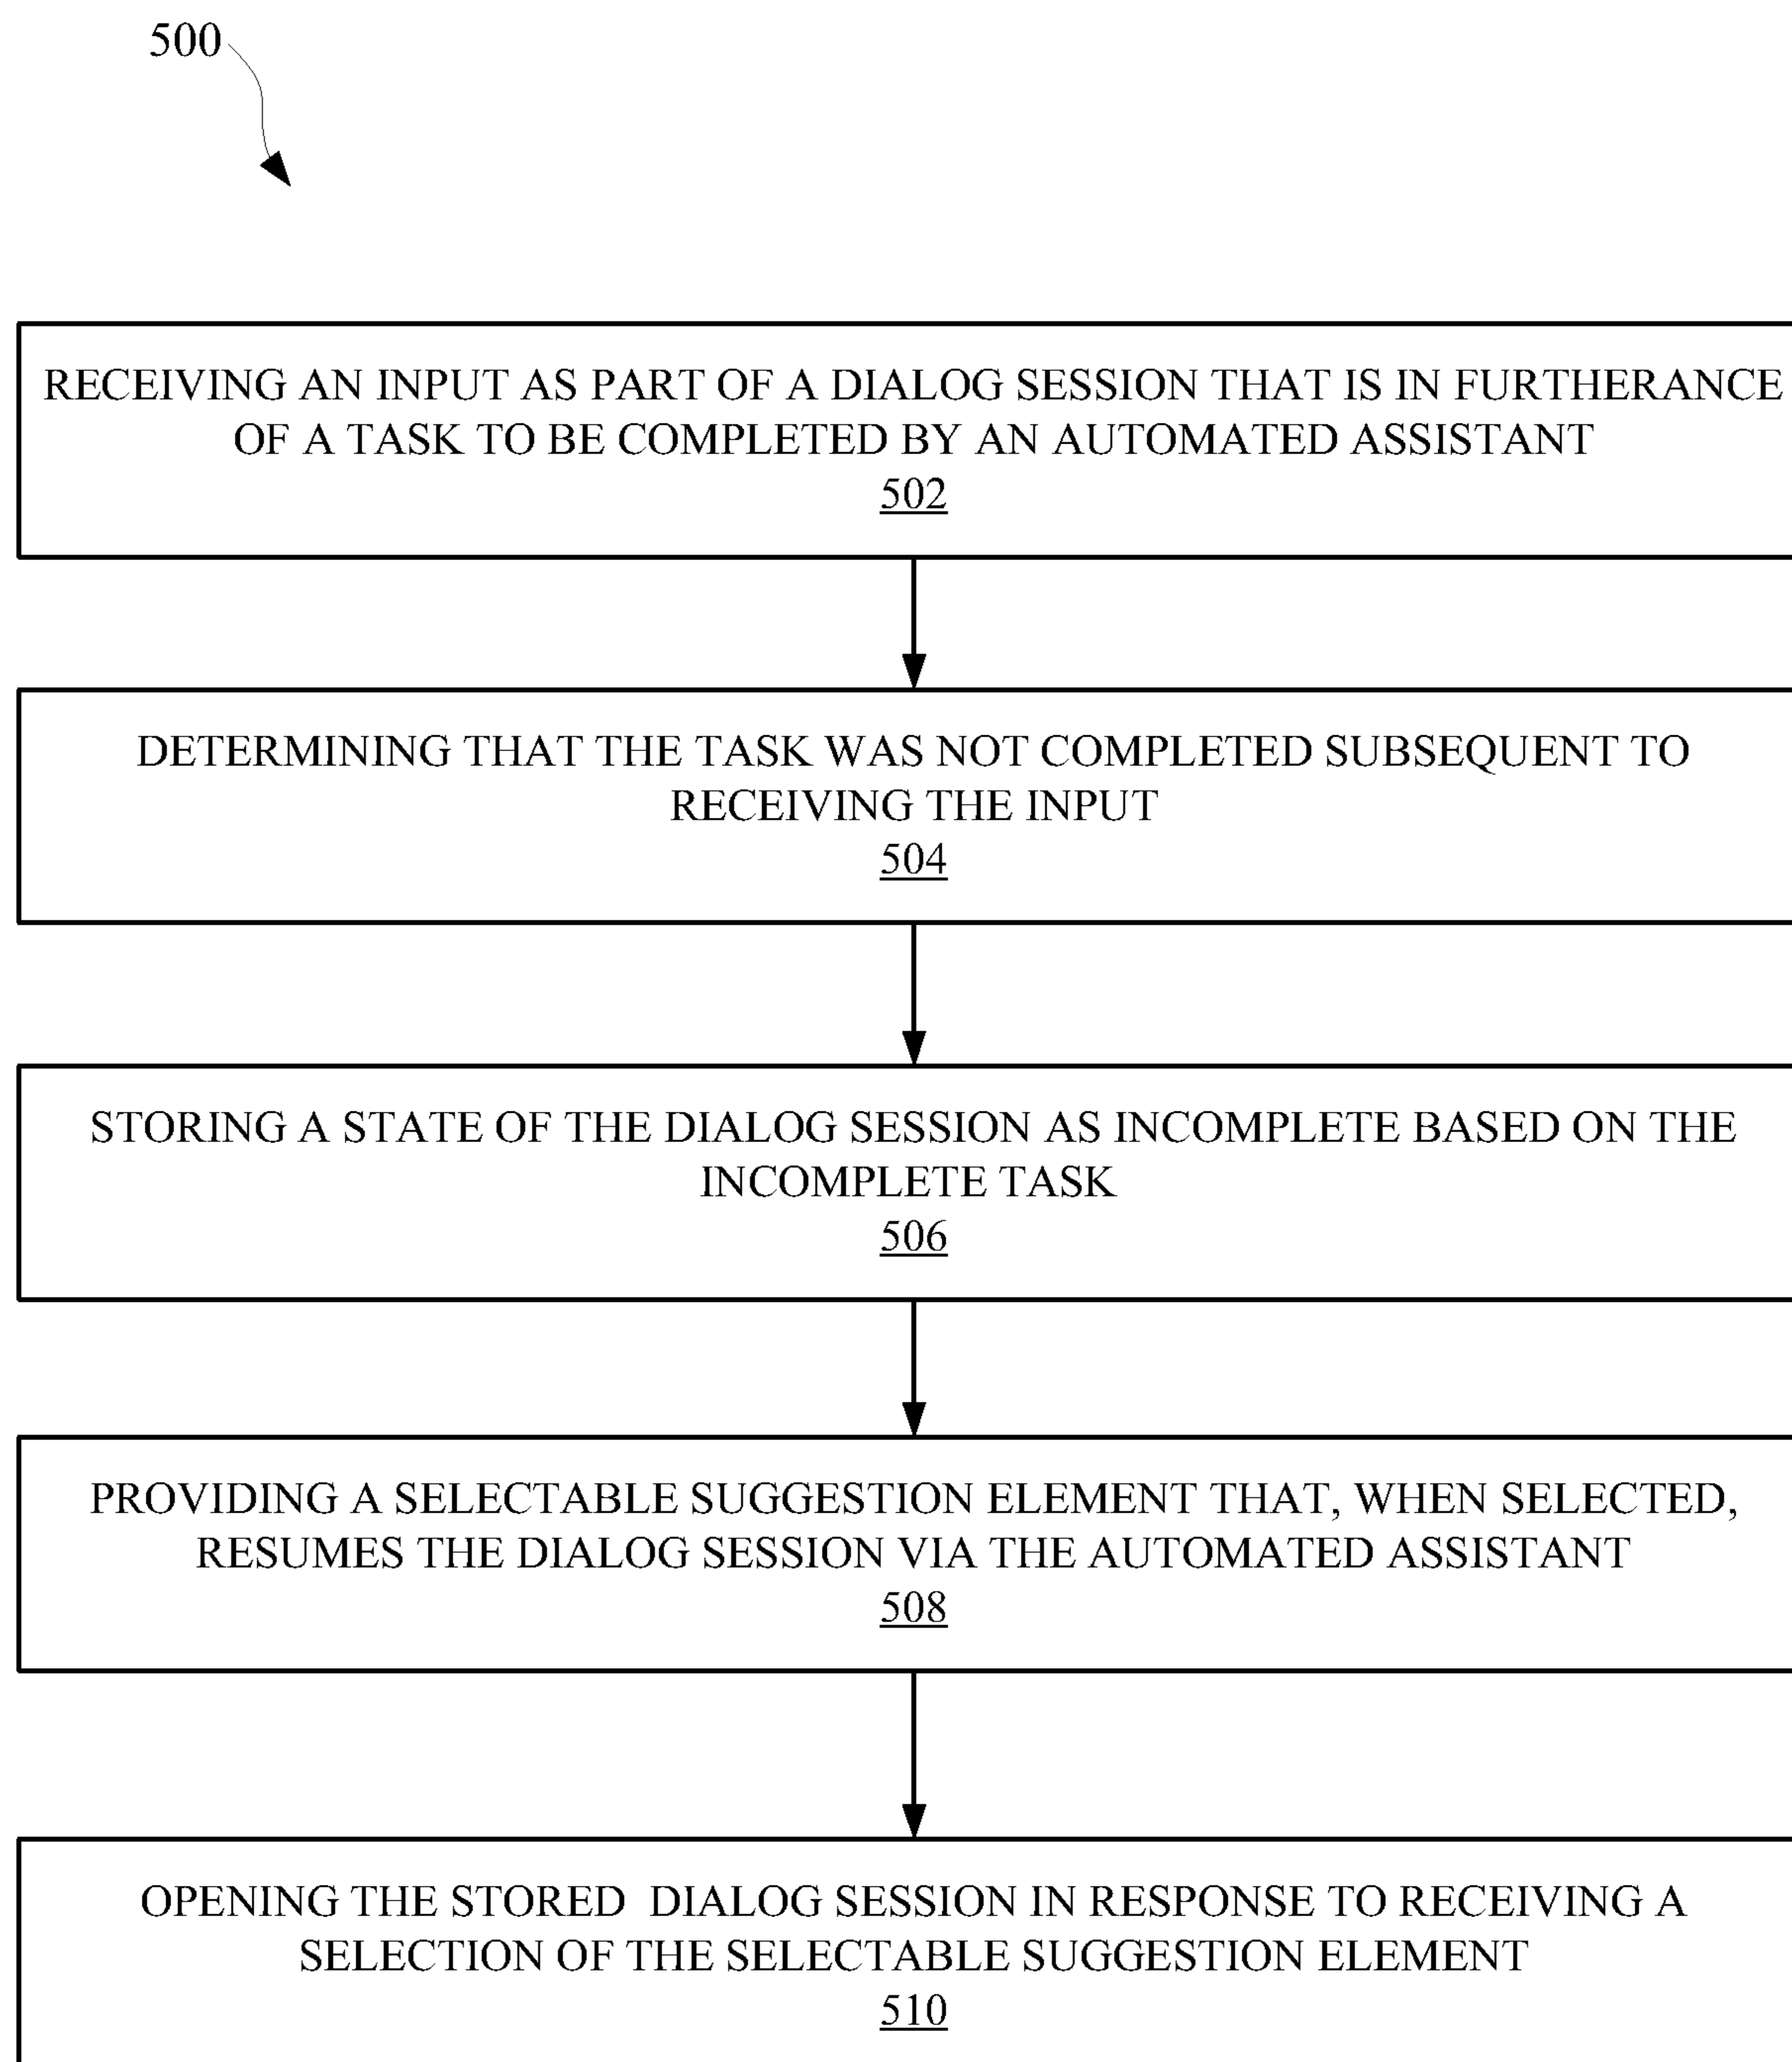 500
RECEIVING AN INPUT AS PART OF A DIALOG SESSION THAT IS IN FURTHERANCE
OF A TASK TO BE COMPLETED BY AN AUTOMATED ASSISTANT
502
DETERMINING THAT THE TASK WAS NOT COMPLETED SUBSEQUENT TO
RECEIVING THE INPUT
504
STORING A STATE OF THE DIALOG SESSION AS INCOMPLETE BASED ON THE
INCOMPLETE TASK
506
PROVIDING A SELECTABLE SUGGESTION ELEMENT THAT, WHEN SELECTED,
RESUMES THE DIALOG SESSION VIA THE AUTOMATED ASSISTANT
508
OPENING THE STORED  DIALOG SESSION IN RESPONSE TO RECEIVING A
SELECTION OF THE SELECTABLE SUGGESTION ELEMENT
510